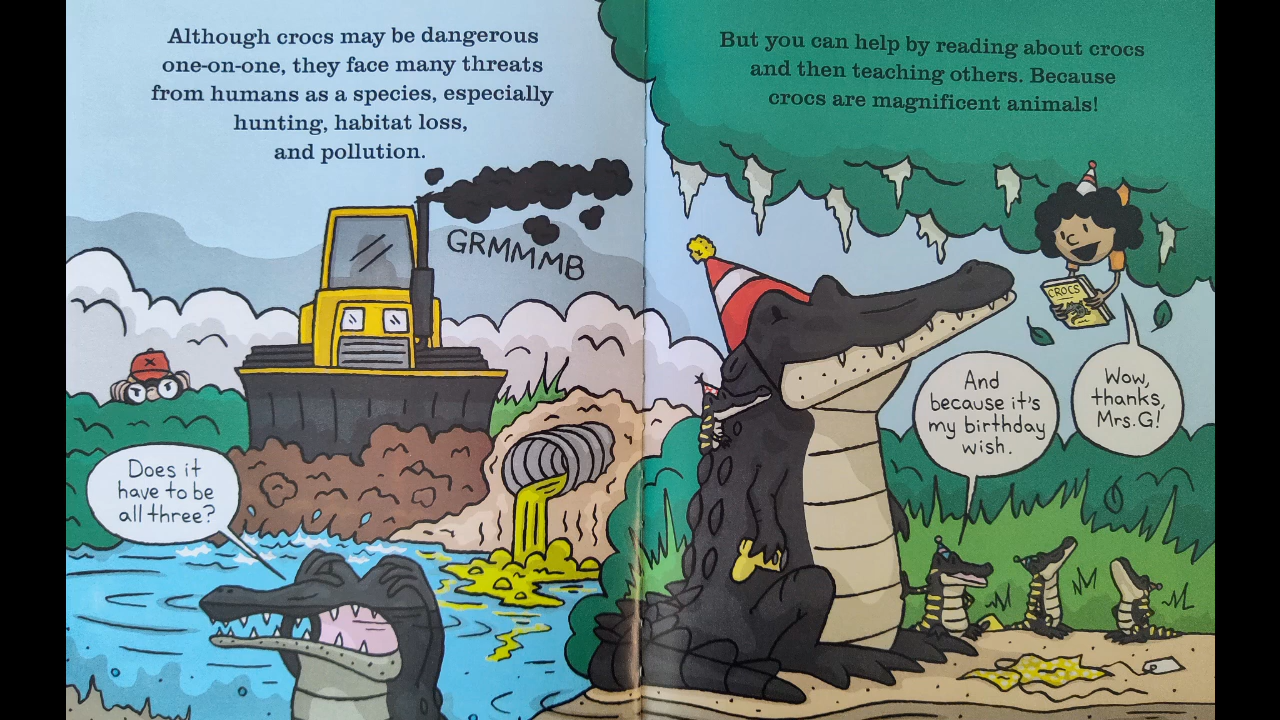 Although crocs may be dangerous
one-on-one, they face many threats
from humans as a species, especially
hunting, habitat loss,
and pollution.
GRMMMB
Does it
have to be
all three?
But you can help by reading about crocs
and then teaching others. Because
crocs are magnificent animals!
CROCS
Wow,
thanks,
Mrs. G!
And
because it's
my birthday
wish.